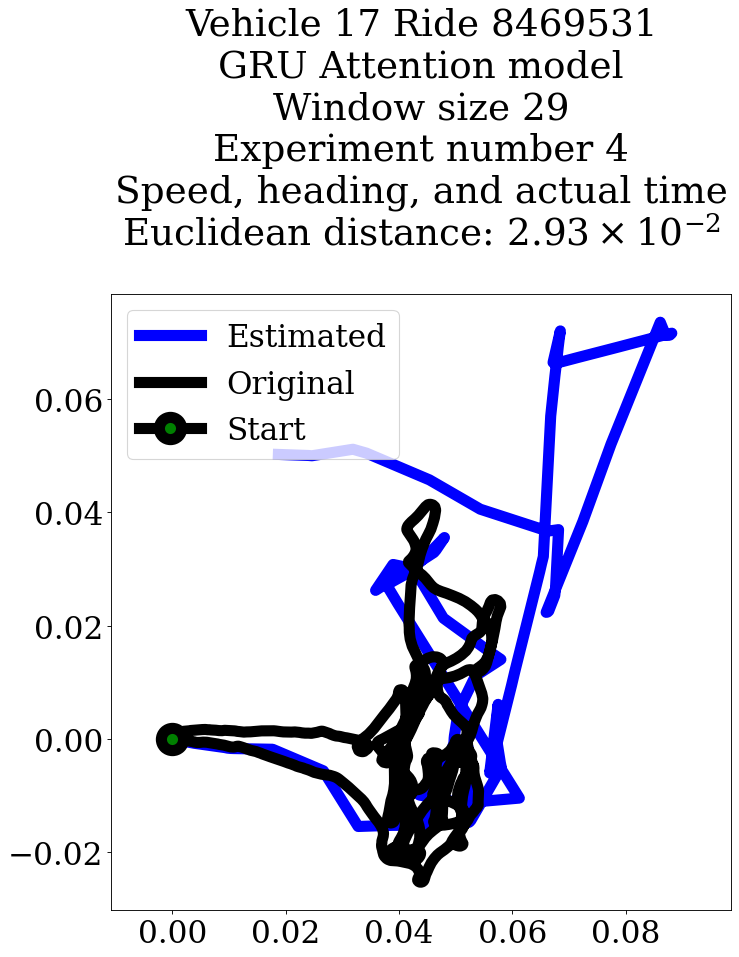 Vehicle 17 Ride 8469531
GRU Attention model
Window size 29
Experiment number 4
Speed, heading, and actual time
Euclidean distance: 2.93 × 10⁻²
Estimated
Original
Start
0.06
0.04
0.02
0.00
−0.02
0.00 0.02 0.04 0.06 0.08